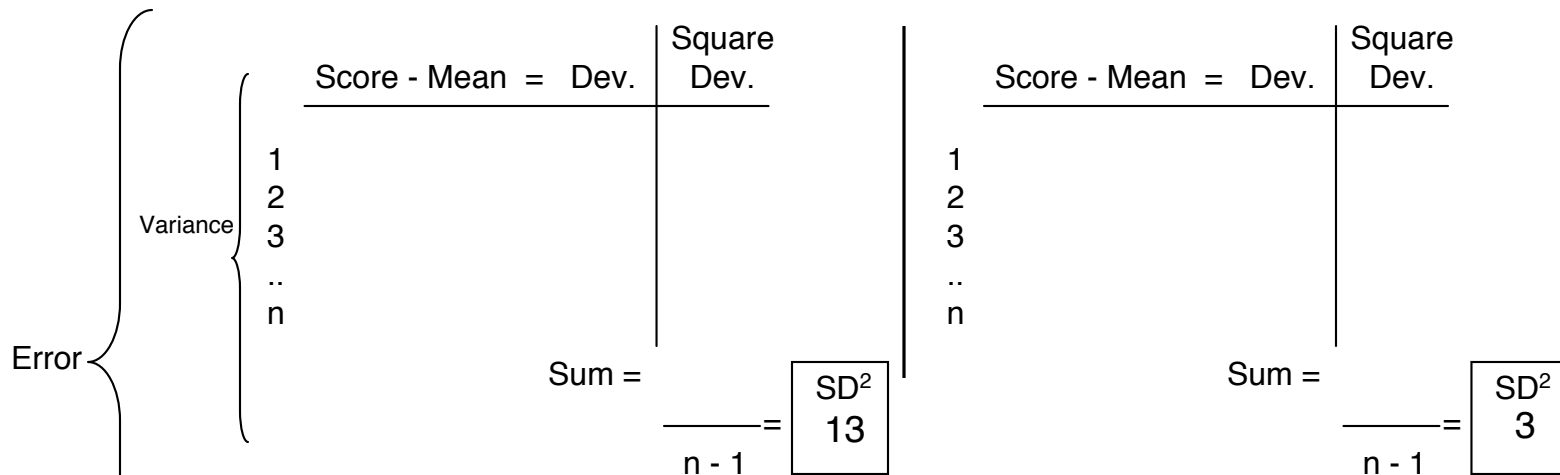 Square Square
Score - Mean = Dev. Dev. Score - Mean = Dev. Dev.
1 1
2 2
Variance 3 3
.. ..
n n
Error
Sum = Sum =
SD² SD²
= 13 = 3
n - 1 n - 1